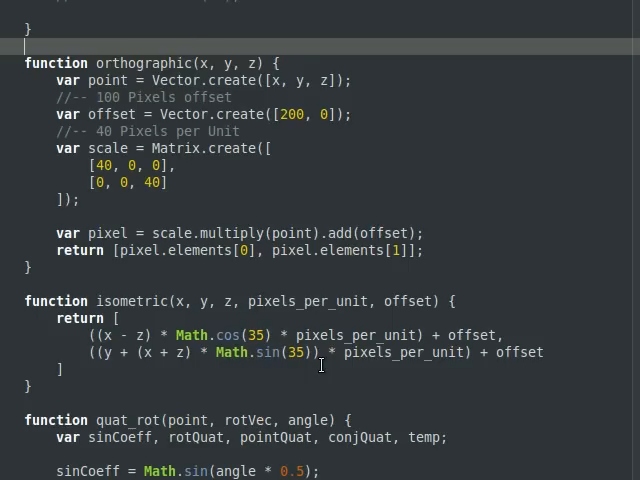 }
function orthographic(x, y, z) {
var point = Vector.create([x, y, z]);
//-- 100 Pixels offset
var offset = Vector.create([200, 0]);
//-- 40 Pixels per Unit
var scale = Matrix.create([
[40, 0, 0],
[0, 0, 40]
]);
var pixel = scale.multiply(point).add(offset);
return [pixel.elements[0], pixel.elements[1]];
}
function isometric(x, y, z, pixels_per_unit, offset) {
return [
((x - z) * Math.cos(35) * pixels_per_unit) + offset,
((y + (x + z) * Math.sin(35)) * pixels_per_unit) + offset
]
}
function quat_rot(point, rotVec, angle) {
var sinCoeff, rotQuat, pointQuat, conjQuat, temp;
sinCoeff = Math.sin(angle * 0.5);